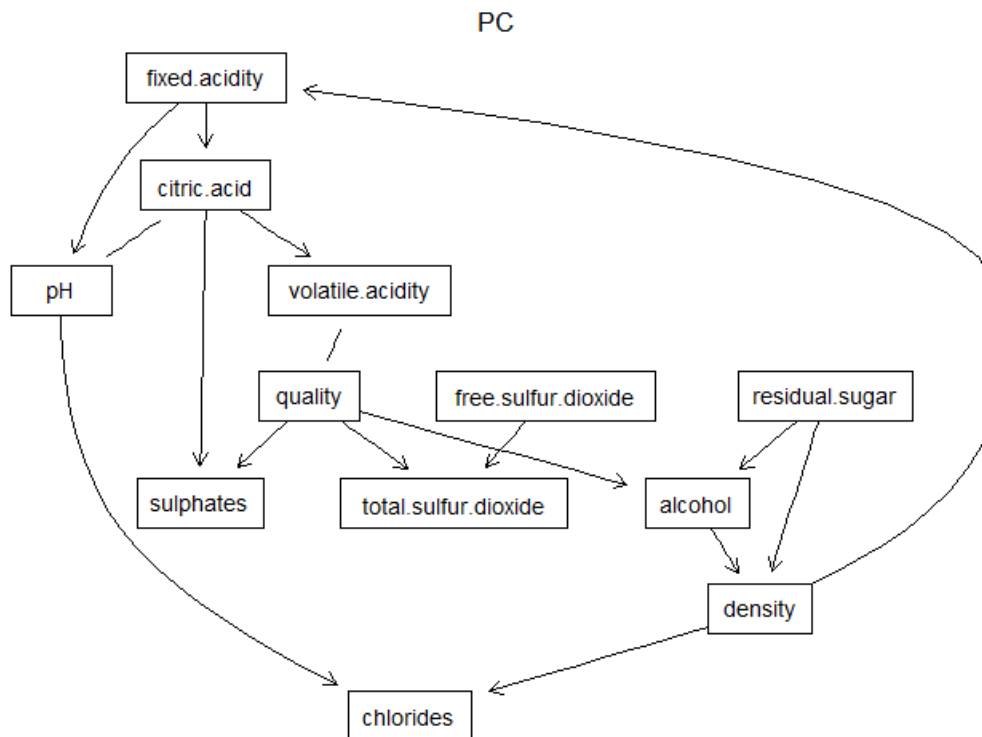 PC
fixed.acidity
citric.acid
pH
volatile.acidity
quality
free.sulfur.dioxide
residual.sugar
sulphates
total.sulfur.dioxide
alcohol
density
chlorides